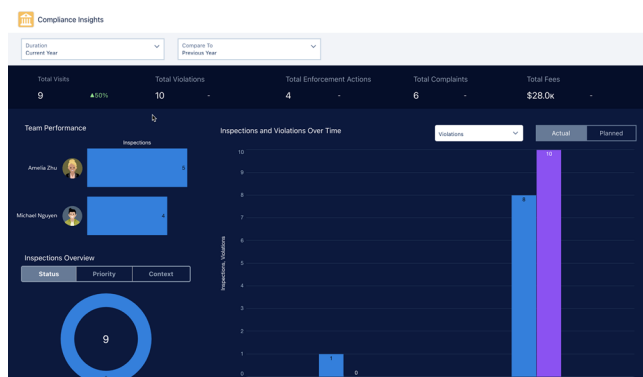 Compliance Insights
Duration
Current Year
Compare To
Previous Year
Total Visits
Total Violations
Total Enforcement Actions
Total Complaints
Total Fees
9 ▲50%
10 -
4 -
6 -
$28.0K -
Team Performance
Inspections
Amelia Zhu 5
Michael Nguyen 4
Inspections Overview
Status Priority Context
9
Inspections and Violations Over Time
Violations
Actual Planned
Inspections, Violations
10
9
8
7
6
5
4
3
2
1
0
1
0
8
10